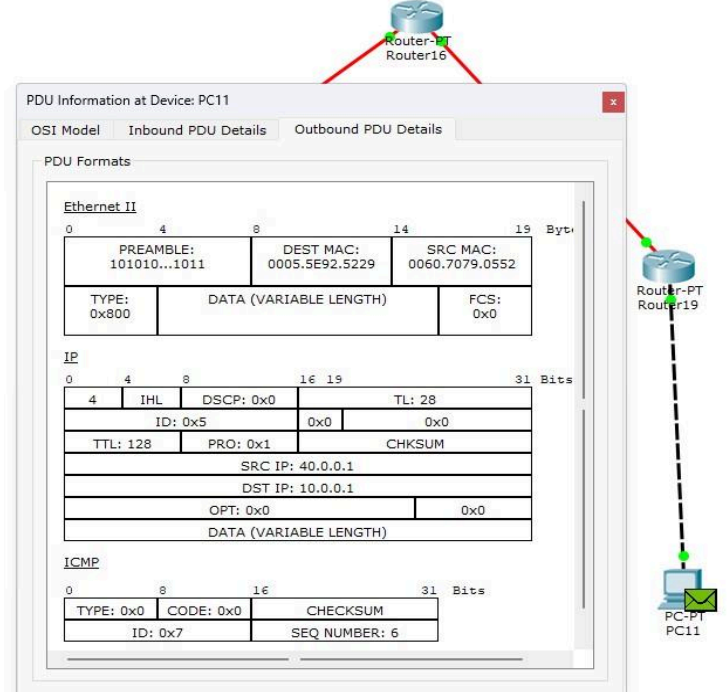 Router-PT
Router16
PDU Information at Device: PC11
x
OSI Model Inbound PDU Details Outbound PDU Details
PDU Formats
Ethernet II
0 4 8 14 19 Byt
PREAMBLE: DEST MAC: SRC MAC:
101010...1011 0005.5E92.5229 0060.7079.0552
TYPE: DATA (VARIABLE LENGTH) FCS:
0x800 0x0
IP
0 4 8 16 19 31 Bits
4 IHL DSCP: 0x0 TL: 28
ID: 0x5 0x0 0x0
TTL: 128 PRO: 0x1 CHKSUM
SRC IP: 40.0.0.1
DST IP: 10.0.0.1
OPT: 0x0 0x0
DATA (VARIABLE LENGTH)
ICMP
0 8 16 31 Bits
TYPE: 0x0 CODE: 0x0 CHECKSUM
ID: 0x7 SEQ NUMBER: 6
Router-PT
Router19
PC-PT
PC11